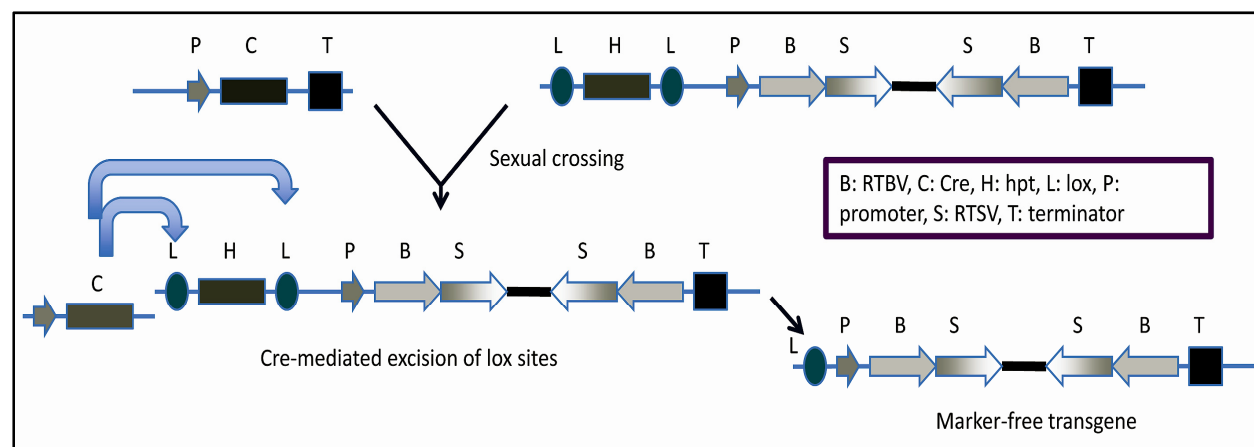 P C T
L H L P B S S B T
Sexual crossing
B: RTBV, C: Cre, H: hpt, L: lox, P:
promoter, S: RTSV, T: terminator
C
L H L P B S S B T
Cre-mediated excision of lox sites
L P B S S B T
Marker-free transgene